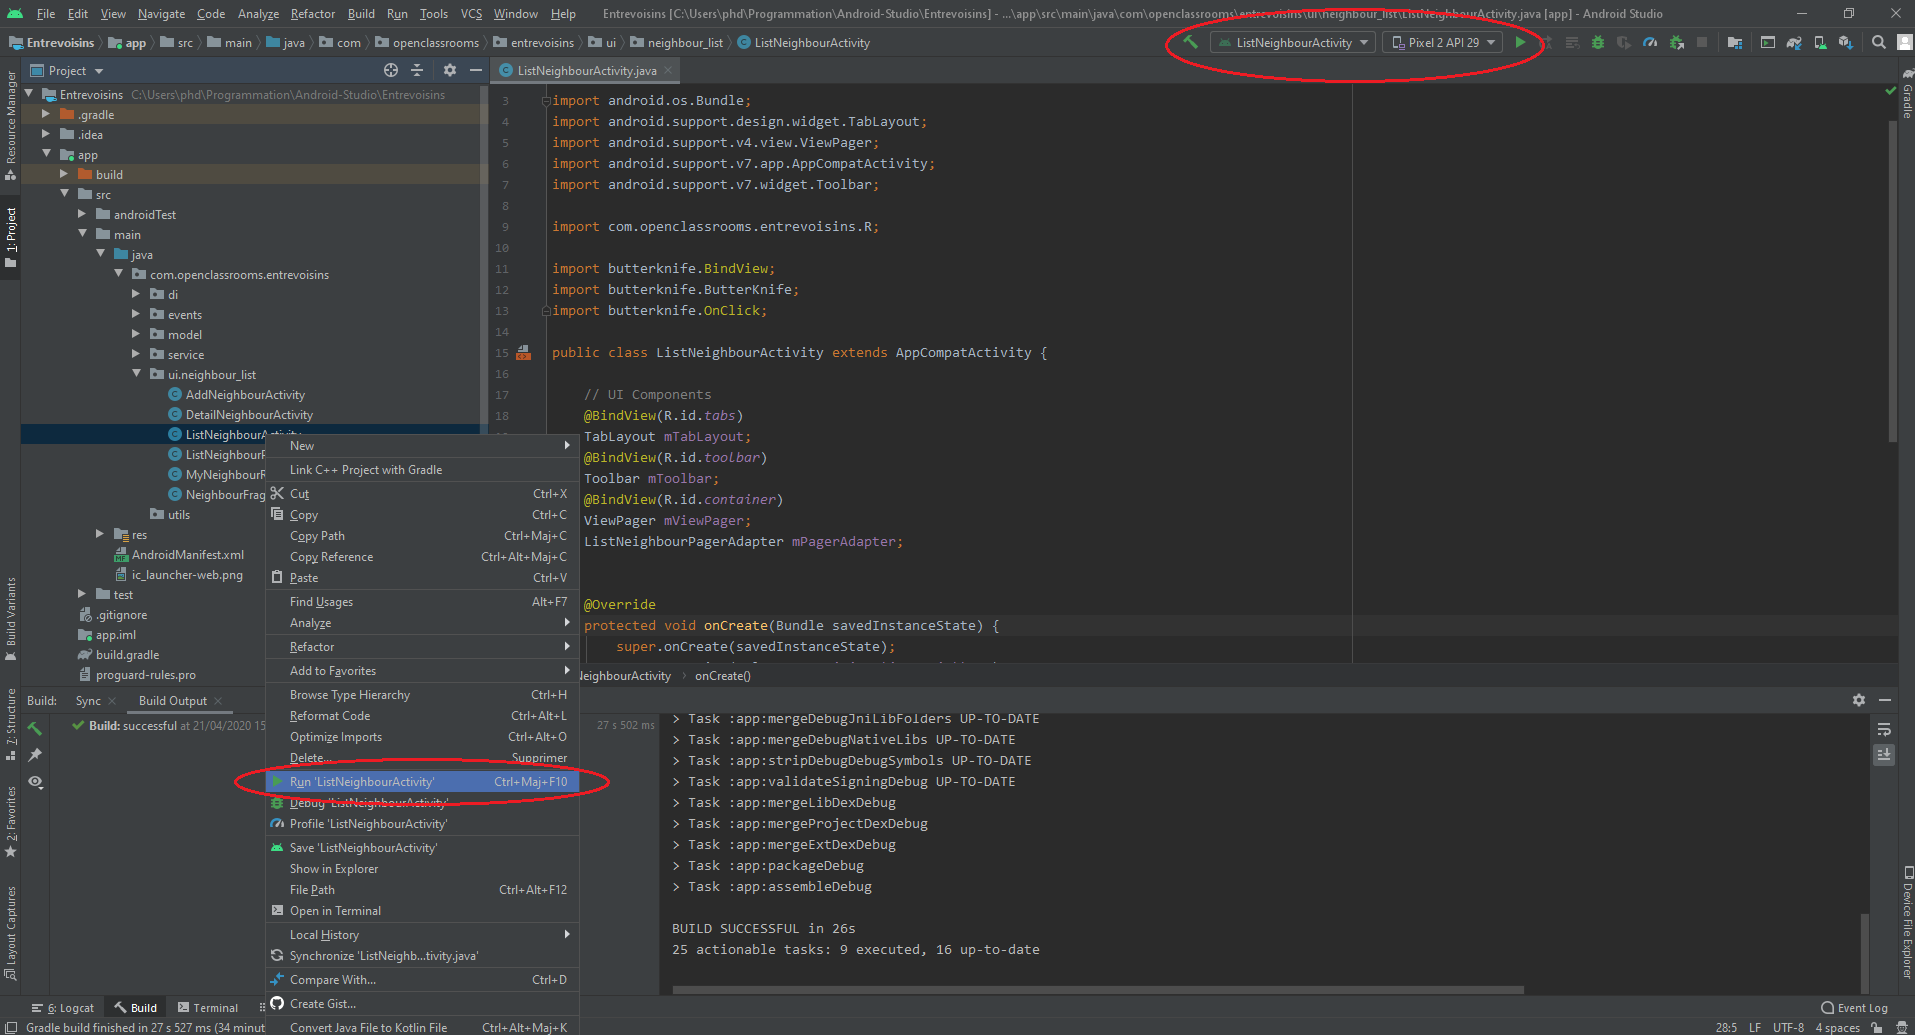 File Edit View Navigate Code Analyze Refactor Build Run Tools VCS Window Help Entrevoisins [C:\Users\phd\Programmation\Android-Studio\Entrevoisins] - ...\app\src\main\java\com\openclassrooms\entrevoisins\ui\neighbour_list\ListNeighbourActivity.java [app] - Android Studio
Entrevoisins app src main java com openclassrooms entrevoisins ui neighbour_list ListNeighbourActivity ListNeighbourActivity Pixel 2 API 29
Project
ListNeighbourActivity.java
Resource Manager
1: Project
Build Variants
7: Structure
2: Favorites
Layout Captures
Entrevoisins C:\Users\phd\Programmation\Android-Studio\Entrevoisins
.gradle
.idea
app
build
src
androidTest
main
java
com.openclassrooms.entrevoisins
di
events
model
service
ui.neighbour_list
AddNeighbourActivity
DetailNeighbourActivity
ListNeighbourActivity
ListNeighbourP
MyNeighbourR
NeighbourFrag
utils
res
AndroidManifest.xml
ic_launcher-web.png
test
.gitignore
app.iml
build.gradle
proguard-rules.pro
3 import android.os.Bundle;
4 import android.support.design.widget.TabLayout;
5 import android.support.v4.view.ViewPager;
6 import android.support.v7.app.AppCompatActivity;
7 import android.support.v7.widget.Toolbar;
8
9 import com.openclassrooms.entrevoisins.R;
10
11 import butterknife.BindView;
12 import butterknife.ButterKnife;
13 import butterknife.OnClick;
14
15 public class ListNeighbourActivity extends AppCompatActivity {
16
17 // UI Components
18 @BindView(R.id.tabs)
TabLayout mTabLayout;
@BindView(R.id.toolbar)
Toolbar mToolbar;
@BindView(R.id.container)
ViewPager mViewPager;
ListNeighbourPagerAdapter mPagerAdapter;
@Override
protected void onCreate(Bundle savedInstanceState) {
super.onCreate(savedInstanceState);
NeighbourActivity onCreate()
New
Link C++ Project with Gradle
Cut Ctrl+X
Copy Ctrl+C
Copy Path Ctrl+Maj+C
Copy Reference Ctrl+Alt+Maj+C
Paste Ctrl+V
Find Usages Alt+F7
Analyze
Refactor
Add to Favorites
Browse Type Hierarchy Ctrl+H
Reformat Code Ctrl+Alt+L
Optimize Imports Ctrl+Alt+O
Delete... Supprimer
Run 'ListNeighbourActivity' Ctrl+Maj+F10
Debug 'ListNeighbourActivity'
Profile 'ListNeighbourActivity'
Save 'ListNeighbourActivity'
Show in Explorer
File Path Ctrl+Alt+F12
Open in Terminal
Local History
Synchronize 'ListNeighb...tivity.java'
Compare With... Ctrl+D
Create Gist...
Convert Java File to Kotlin File Ctrl+Alt+Maj+K
Build: Sync Build Output
Build: successful at 21/04/2020 15 27 s 502 ms
> Task :app:mergeDebugJniLibFolders UP-TO-DATE
> Task :app:mergeDebugNativeLibs UP-TO-DATE
> Task :app:stripDebugDebugSymbols UP-TO-DATE
> Task :app:validateSigningDebug UP-TO-DATE
> Task :app:mergeLibDexDebug
> Task :app:mergeProjectDexDebug
> Task :app:mergeExtDexDebug
> Task :app:packageDebug
> Task :app:assembleDebug
BUILD SUCCESSFUL in 26s
25 actionable tasks: 9 executed, 16 up-to-date
Gradle
Device File Explorer
6: Logcat Build Terminal Event Log
Gradle build finished in 27 s 527 ms (34 minut 28:5 LF UTF-8 4 spaces